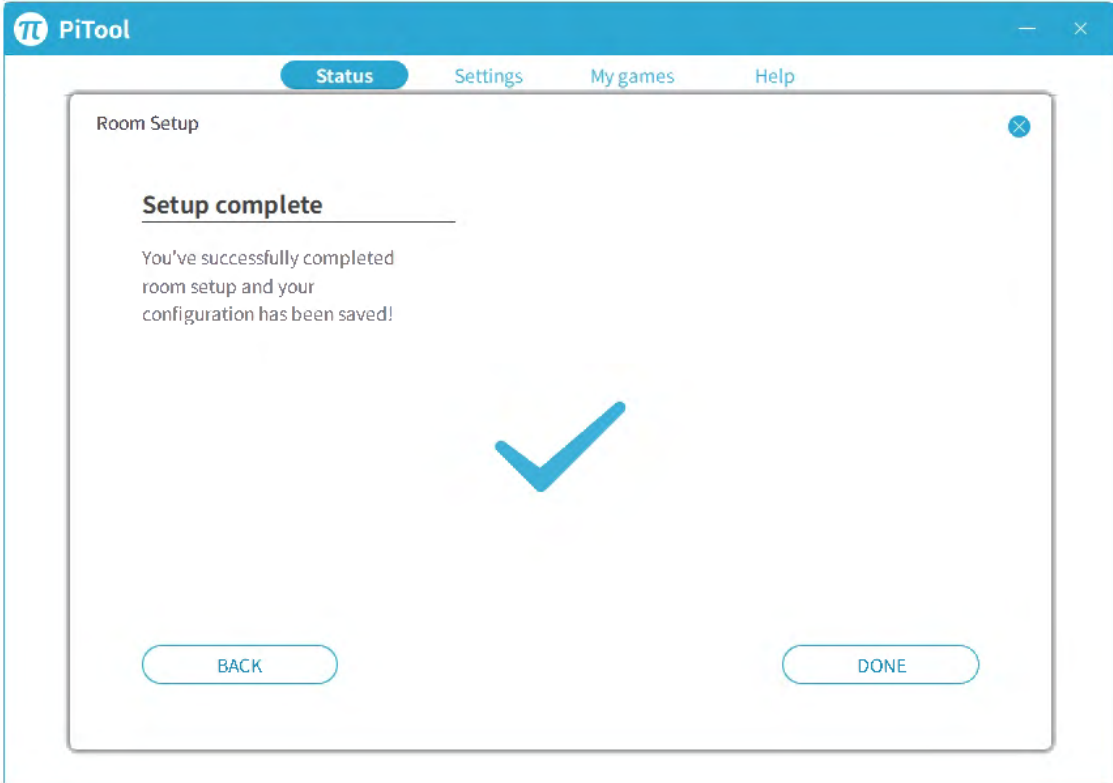 π PiTool
Status Settings My games Help
Room Setup
Setup complete
You've successfully completed
room setup and your
configuration has been saved!
BACK DONE